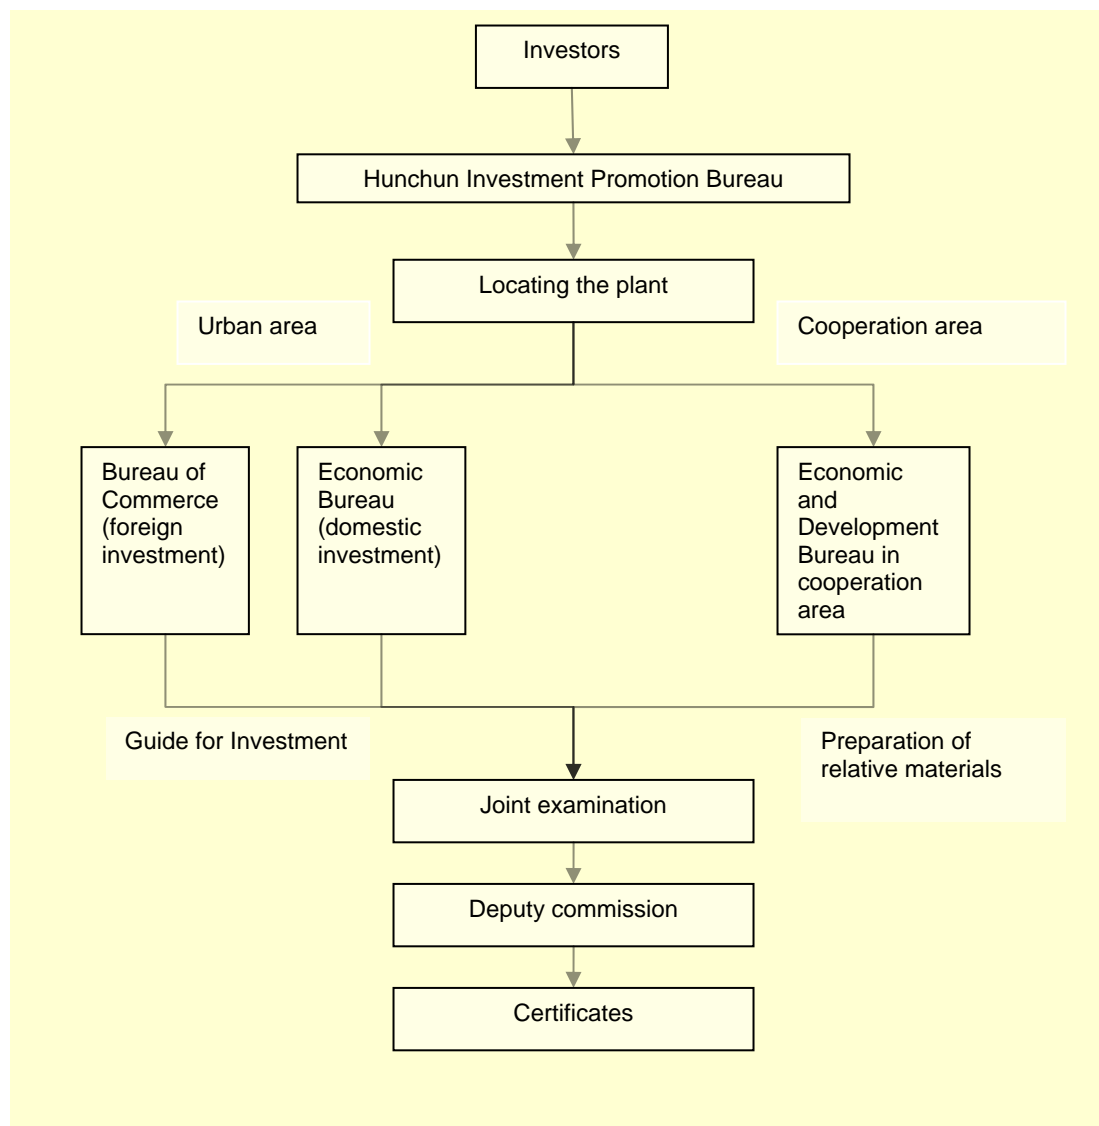 Investors
Hunchun Investment Promotion Bureau
Locating the plant
Urban area
Cooperation area
Bureau of
Commerce
(foreign
investment)
Economic
Bureau
(domestic
investment)
Economic
and
Development
Bureau in
cooperation
area
Guide for Investment
Preparation of
relative materials
Joint examination
Deputy commission
Certificates